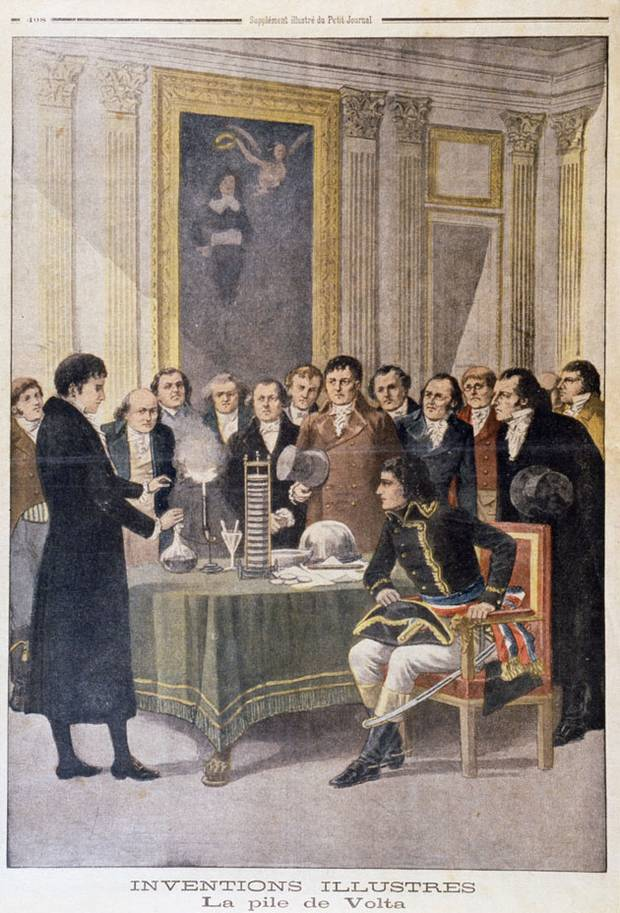 408
Supplément illustré du Petit Journal
INVENTIONS ILLUSTRES
La pile de Volta